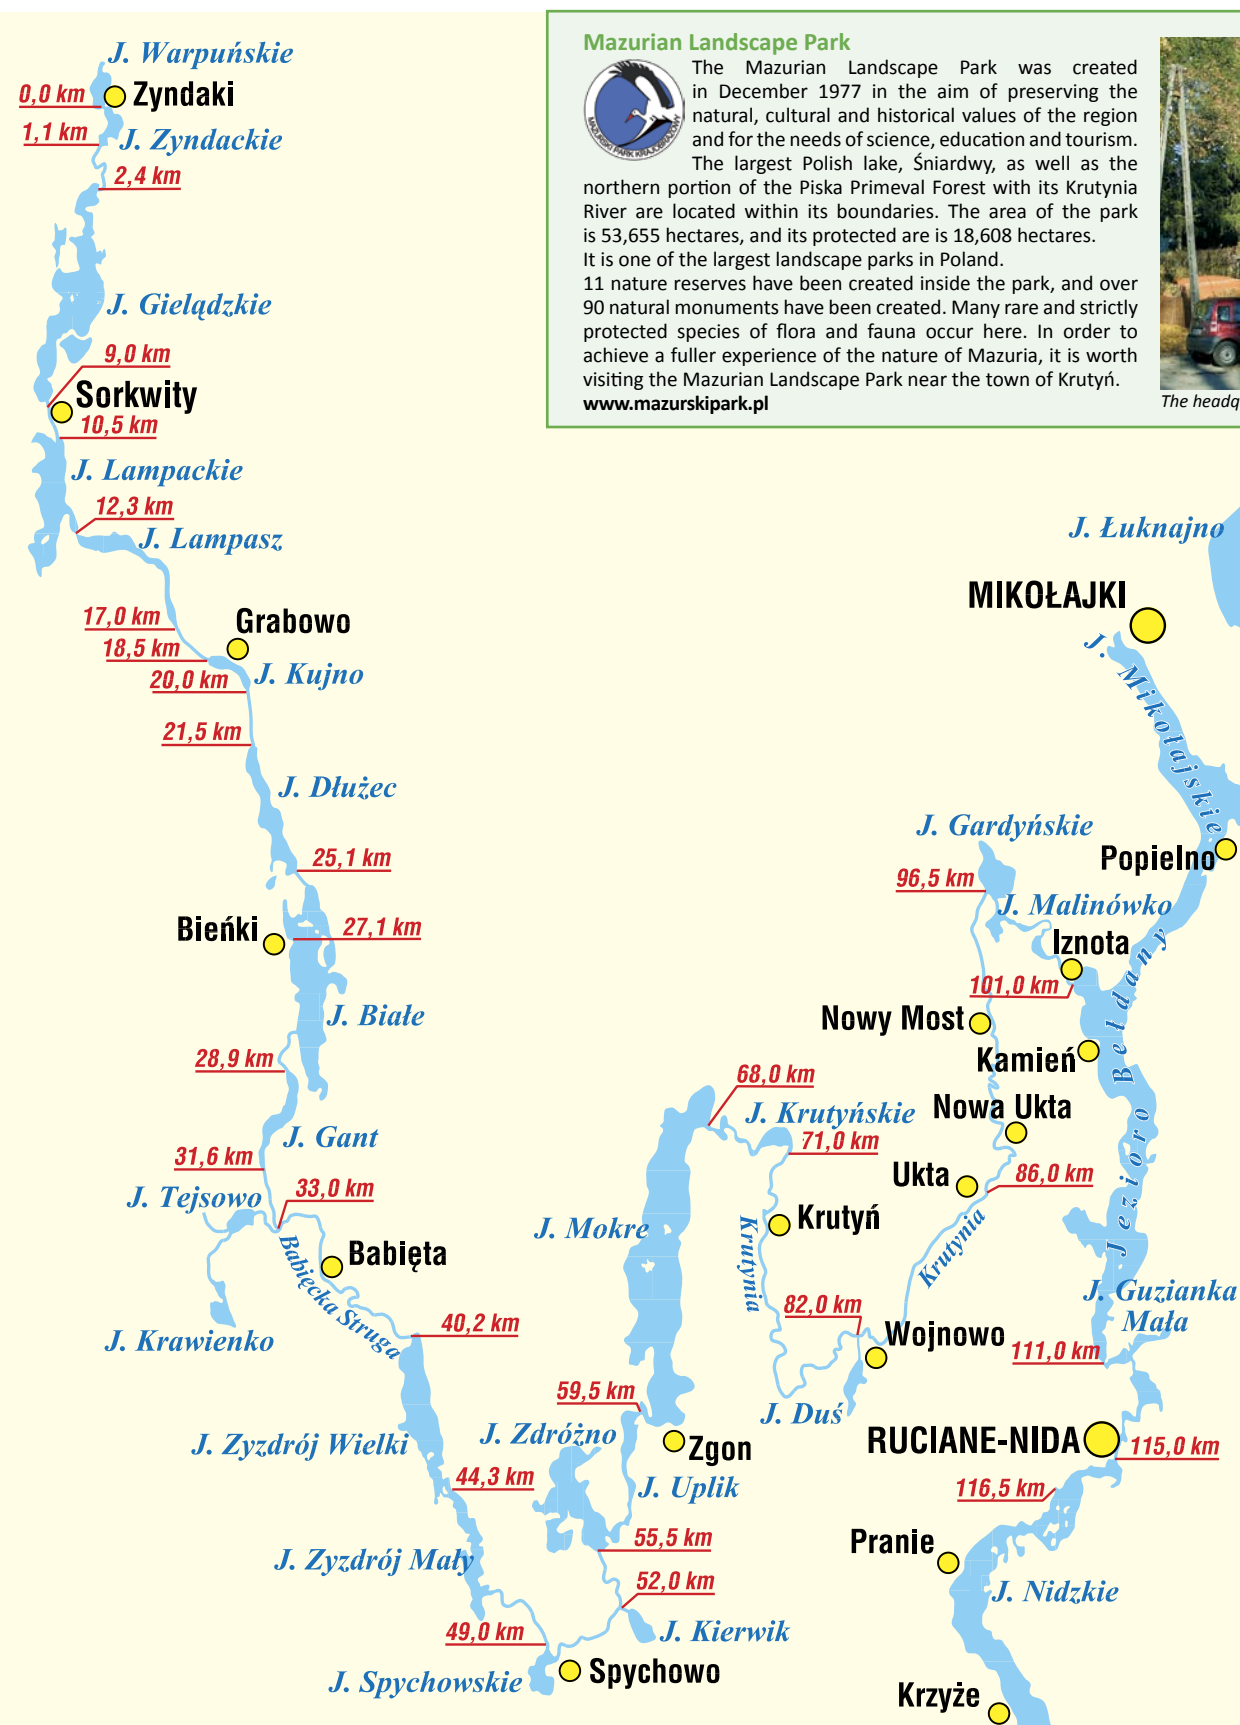 Mazurian Landscape Park
The Mazurian Landscape Park was created
in December 1977 in the aim of preserving the
natural, cultural and historical values of the region
and for the needs of science, education and tourism.
The largest Polish lake, Śniardwy, as well as the
northern portion of the Piska Primeval Forest with its Krutynia
River are located within its boundaries. The area of the park
is 53,655 hectares, and its protected are is 18,608 hectares.
It is one of the largest landscape parks in Poland.
11 nature reserves have been created inside the park, and over
90 natural monuments have been created. Many rare and strictly
protected species of flora and fauna occur here. In order to
achieve a fuller experience of the nature of Mazuria, it is worth
visiting the Mazurian Landscape Park near the town of Krutyń.
www.mazurskipark.pl
MAZURSKI PARK KRAJOBRAZOWY
The headq
J. Warpuńskie
0,0 km
Zyndaki
1,1 km
J. Zyndackie
2,4 km
J. Gielądzkie
9,0 km
Sorkwity
10,5 km
J. Lampackie
12,3 km
J. Lampasz
17,0 km
Grabowo
18,5 km
J. Kujno
20,0 km
21,5 km
J. Dłużec
25,1 km
Bieńki
27,1 km
J. Białe
28,9 km
J. Gant
31,6 km
J. Tejsowo
33,0 km
Babięta
Babięcka Struga
J. Krawienko
40,2 km
J. Zyzdrój Wielki
44,3 km
J. Zyzdrój Mały
49,0 km
J. Spychowskie
Spychowo
J. Kierwik
52,0 km
55,5 km
J. Zdróżno
J. Uplik
59,5 km
Zgon
J. Mokre
68,0 km
J. Krutyńskie
71,0 km
Krutyń
Krutynia
82,0 km
J. Duś
Wojnowo
Krutynia
Ukta
86,0 km
Nowa Ukta
Nowy Most
J. Gardyńskie
96,5 km
J. Malinówko
Iznota
101,0 km
Kamień
J. Łuknajno
MIKOŁAJKI
J. Mikołajskie
Popielno
Jezioro Bełdany
J. Guzianka
Mała
111,0 km
RUCIANE-NIDA
115,0 km
116,5 km
Pranie
J. Nidzkie
Krzyże